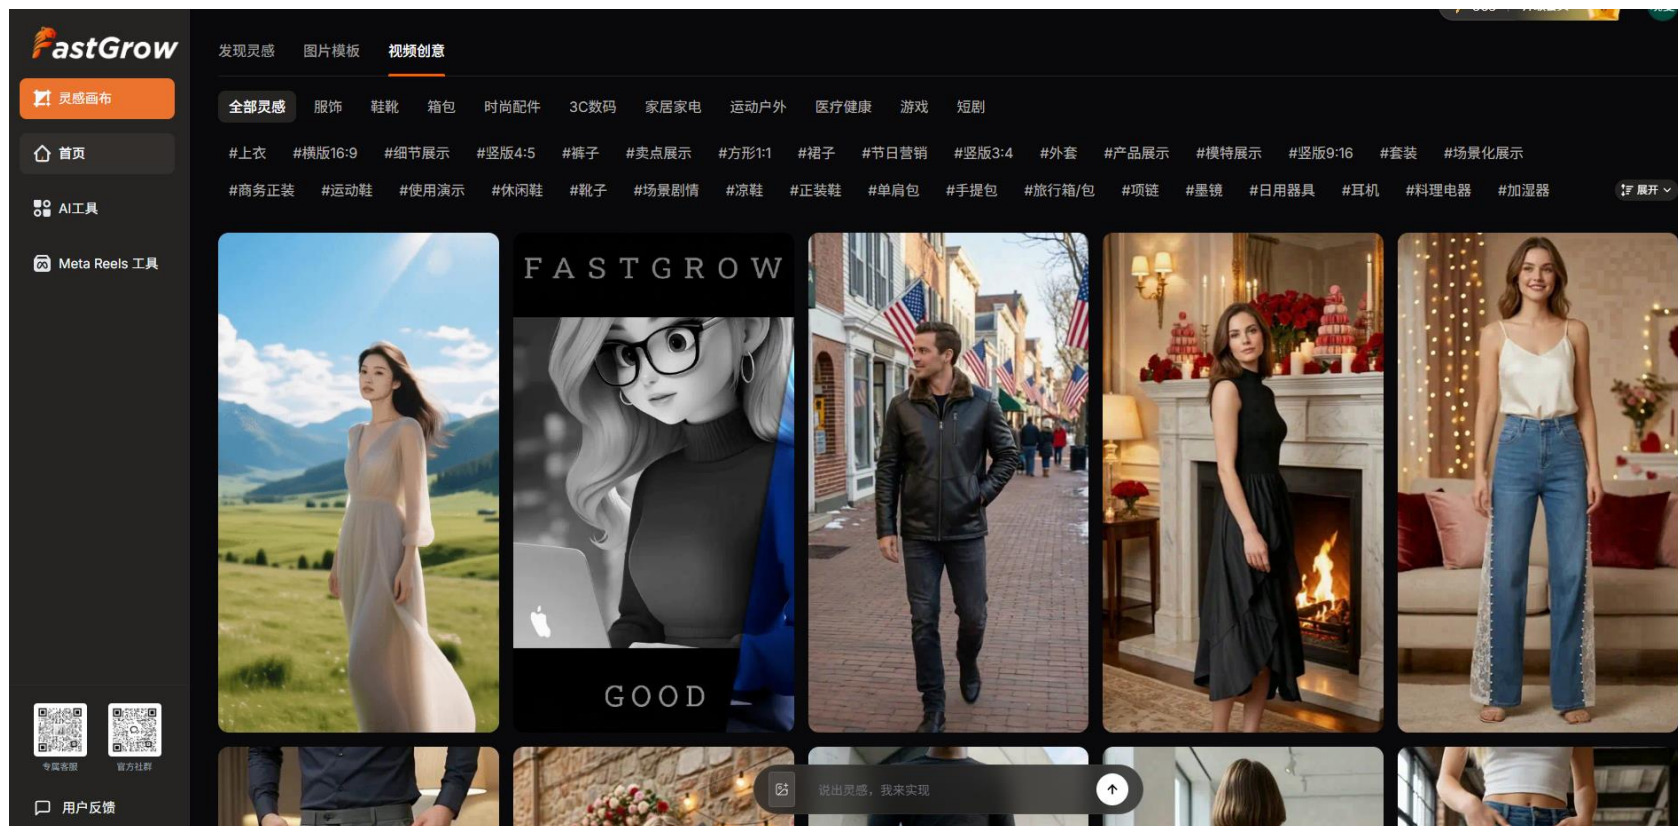 FastGrow
灵感画布
首页
AI工具
Meta Reels 工具
专属客服
官方社群
用户反馈
发现灵感 图片模板 视频创意
全部灵感 服饰 鞋靴 箱包 时尚配件 3C数码 家居家电 运动户外 医疗健康 游戏 短剧
#上衣 #横版16:9 #细节展示 #竖版4:5 #裤子 #卖点展示 #方形1:1 #裙子 #节日营销 #竖版3:4 #外套 #产品展示 #模特展示 #竖版9:16 #套装 #场景化展示
#商务正装 #运动鞋 #使用演示 #休闲鞋 #靴子 #场景剧情 #凉鞋 #正装鞋 #单肩包 #手提包 #旅行箱/包 #项链 #墨镜 #日用器具 #耳机 #料理电器 #加湿器 展开
FASTGROW
GOOD
说出灵感，我来实现